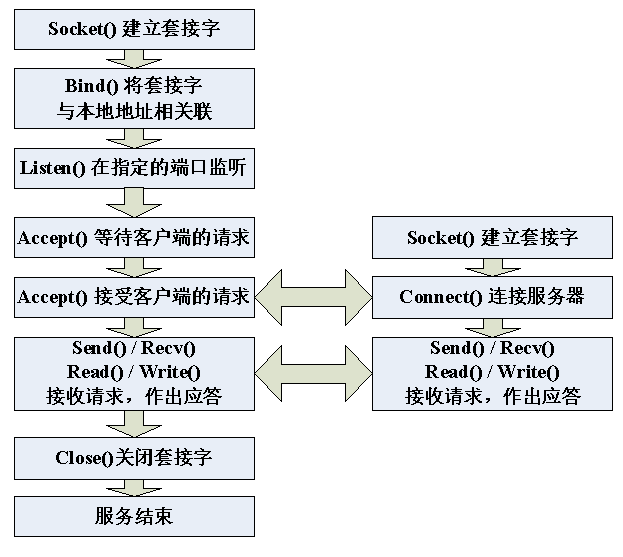 Socket() 建立套接字
Bind() 将套接字
与本地地址相关联
Listen() 在指定的端口监听
Accept() 等待客户端的请求
Accept() 接受客户端的请求
Send() / Recv()
Read() / Write()
接收请求，作出应答
Close()关闭套接字
服务结束
Socket() 建立套接字
Connect() 连接服务器
Send() / Recv()
Read() / Write()
接收请求，作出应答